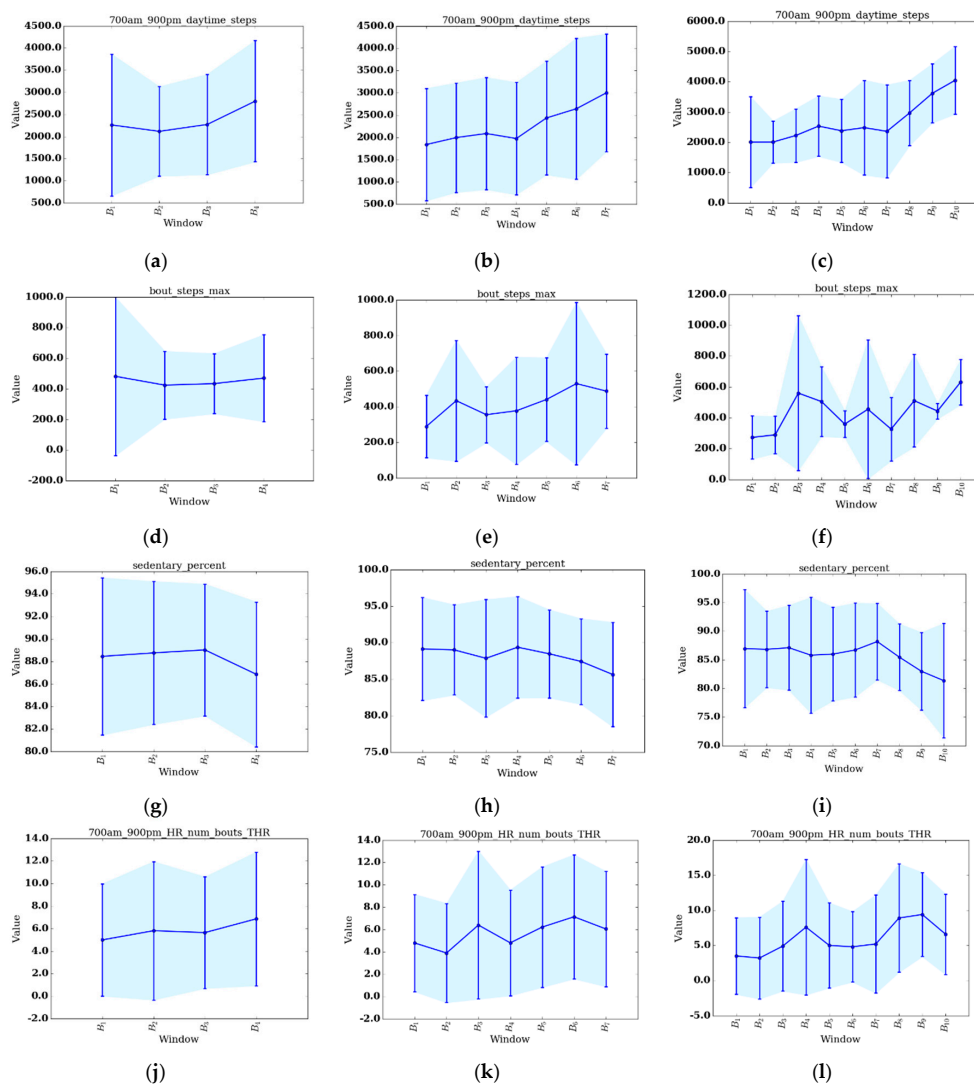 700am_900pm_daytime_steps
4500.0
4000.0
3500.0
3000.0
2500.0
2000.0
1500.0
1000.0
500.0
Value
B1 B2 B3 B4
Window
(a)
700am_900pm_daytime_steps
4500.0
4000.0
3500.0
3000.0
2500.0
2000.0
1500.0
1000.0
500.0
Value
B1 B2 B3 B4 B5 B6 B7
Window
(b)
700am_900pm_daytime_steps
6000.0
5000.0
4000.0
3000.0
2000.0
1000.0
0.0
Value
B1 B2 B3 B4 B5 B6 B7 B8 B9 B10
Window
(c)
bout_steps_max
1000.0
800.0
600.0
400.0
200.0
0.0
-200.0
Value
B1 B2 B3 B4
Window
(d)
bout_steps_max
1000.0
800.0
600.0
400.0
200.0
0.0
Value
B1 B2 B3 B4 B5 B6 B7
Window
(e)
bout_steps_max
1200.0
1000.0
800.0
600.0
400.0
200.0
0.0
Value
B1 B2 B3 B4 B5 B6 B7 B8 B9 B10
Window
(f)
sedentary_percent
96.0
94.0
92.0
90.0
88.0
86.0
84.0
82.0
80.0
Value
B1 B2 B3 B4
Window
(g)
sedentary_percent
100.0
95.0
90.0
85.0
80.0
75.0
Value
B1 B2 B3 B4 B5 B6 B7
Window
(h)
sedentary_percent
100.0
95.0
90.0
85.0
80.0
75.0
70.0
Value
B1 B2 B3 B4 B5 B6 B7 B8 B9 B10
Window
(i)
700am_900pm_HR_num_bouts_THR
14.0
12.0
10.0
8.0
6.0
4.0
2.0
0.0
-2.0
Value
B1 B2 B3 B4
Window
(j)
700am_900pm_HR_num_bouts_THR
14.0
12.0
10.0
8.0
6.0
4.0
2.0
0.0
-2.0
Value
B1 B2 B3 B4 B5 B6 B7
Window
(k)
700am_900pm_HR_num_bouts_THR
20.0
15.0
10.0
5.0
0.0
-5.0
Value
B1 B2 B3 B4 B5 B6 B7 B8 B9 B10
Window
(l)